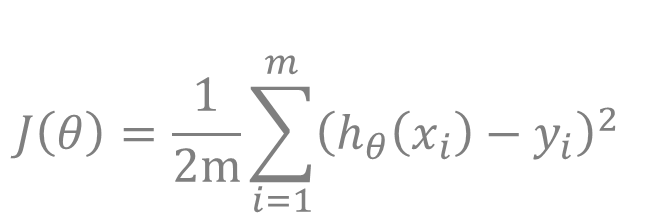 J(θ) = 1/2m ∑_{i=1}^{m} (h_θ(x_i) − y_i)²